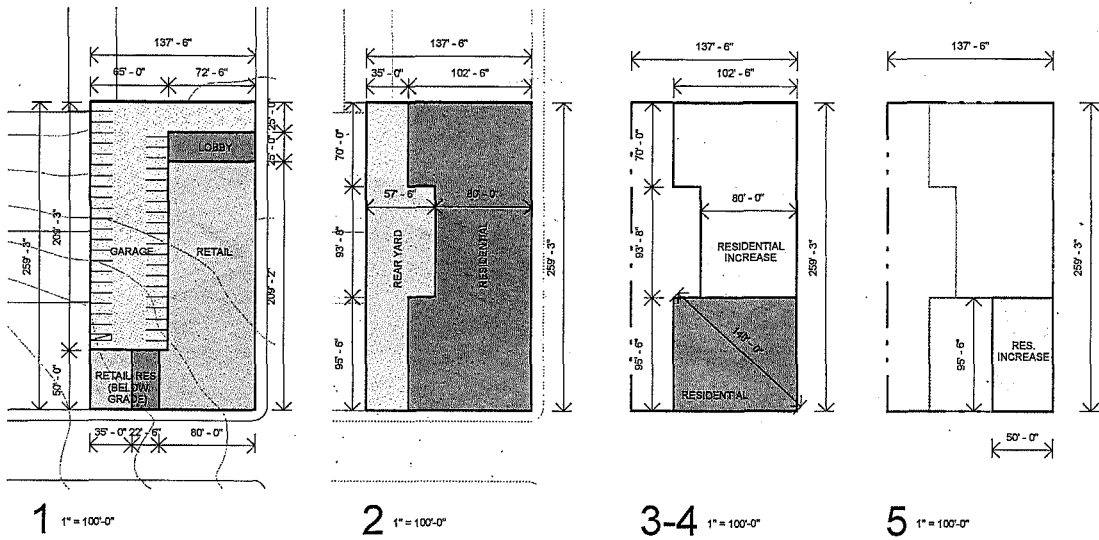 137' - 6"
65' - 0"
72' - 6"
25' - 0"
LOBBY
25' - 0"
259' - 3"
209' - 3"
GARAGE
RETAIL
209' - 2"
50' - 0"
RETAIL RES
(BELOW
GRADE)
35' - 0"
22' - 6"
80' - 0"
1
1" = 100'-0"
137' - 6"
35' - 0"
102' - 6"
70' - 0"
57' - 6"
80' - 0"
93' - 8"
REAR YARD
RESIDENTIAL
259' - 3"
95' - 6"
2
1" = 100'-0"
137' - 6"
102' - 6"
70' - 0"
80' - 0"
93' - 8"
RESIDENTIAL
INCREASE
259' - 3"
140'-0"
95' - 6"
RESIDENTIAL
3-4
1" = 100'-0"
137' - 6"
259' - 3"
95' - 6"
RES.
INCREASE
50' - 0"
5
1" = 100'-0"